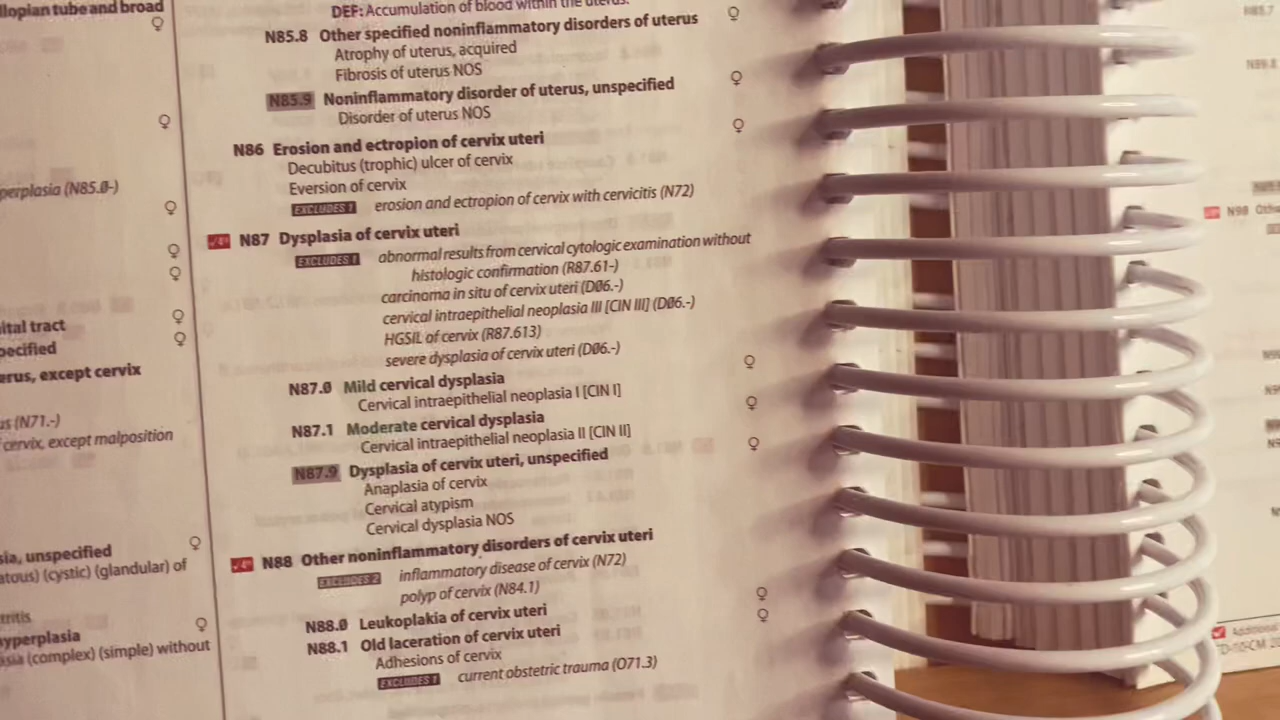 llopian tube and broad
♀
♀
perplasia (N85.0-)
♀
♀
♀
ital tract
♀
pecified
♀
erus, except cervix
us (N71.-)
cervix, except malposition
sia, unspecified
♀
atous) (cystic) (glandular) of
tritis
hyperplasia
♀
asia (complex) (simple) without
DEF: Accumulation of blood within the uterus.
N85.8 Other specified noninflammatory disorders of uterus ♀
Atrophy of uterus, acquired
Fibrosis of uterus NOS
N85.9 Noninflammatory disorder of uterus, unspecified ♀
Disorder of uterus NOS
N86 Erosion and ectropion of cervix uteri ♀
Decubitus (trophic) ulcer of cervix
Eversion of cervix
EXCLUDES 1 erosion and ectropion of cervix with cervicitis (N72)
✓4th N87 Dysplasia of cervix uteri
EXCLUDES 1 abnormal results from cervical cytologic examination without
histologic confirmation (R87.61-)
carcinoma in situ of cervix uteri (D06.-)
cervical intraepithelial neoplasia III [CIN III] (D06.-)
HGSIL of cervix (R87.613)
severe dysplasia of cervix uteri (D06.-)
N87.0 Mild cervical dysplasia ♀
Cervical intraepithelial neoplasia I [CIN I]
N87.1 Moderate cervical dysplasia ♀
Cervical intraepithelial neoplasia II [CIN II]
N87.9 Dysplasia of cervix uteri, unspecified ♀
Anaplasia of cervix
Cervical atypism
Cervical dysplasia NOS
✓4th N88 Other noninflammatory disorders of cervix uteri
EXCLUDES 2 inflammatory disease of cervix (N72)
polyp of cervix (N84.1)
N88.0 Leukoplakia of cervix uteri ♀
N88.1 Old laceration of cervix uteri ♀
Adhesions of cervix
EXCLUDES 1 current obstetric trauma (O71.3)
N98 Othe
Additional